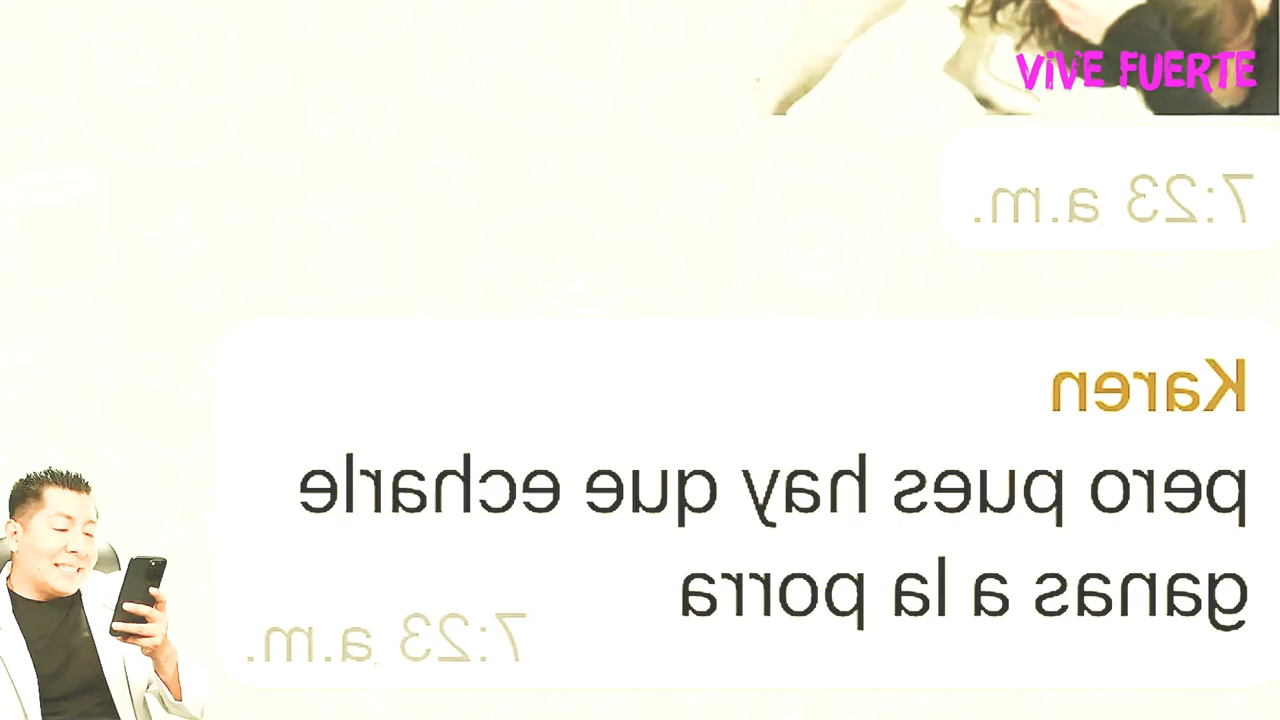 VIVE FUERTE
7:23 a.m.
Karen
pero pues hay que echarle
ganas a la porra
7:23 a.m.